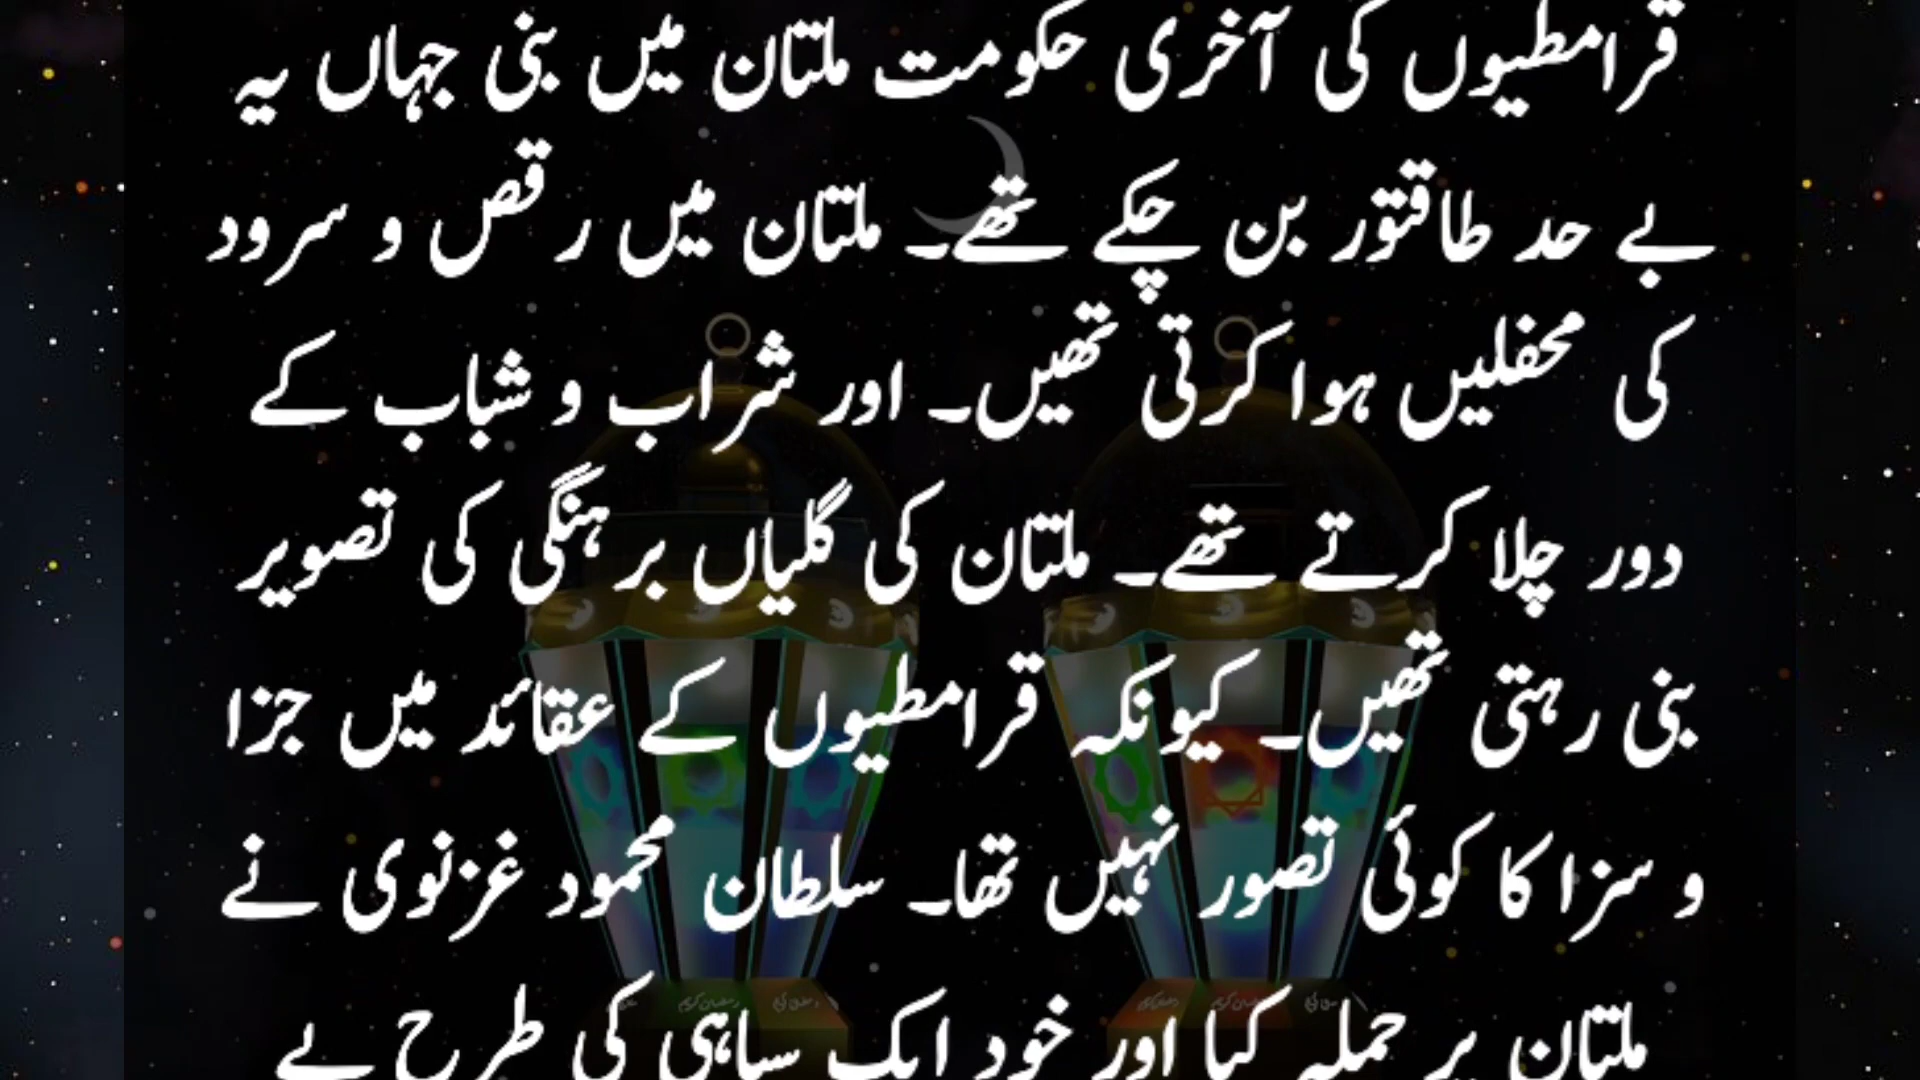 قرامطیوں کی آخری حکومت ملتان میں بنی جہاں یہ
بے حد طاقتور بن چکے تھے۔ ملتان میں رقص و سرود
کی محفلیں ہوا کرتی تھیں۔ اور شراب و شباب کے
دور چلا کرتے تھے۔ ملتان کی گلیاں برہنگی کی تصویر
بنی رہتی تھیں۔ کیونکہ قرامطیوں کے عقائد میں جزا
و سزا کا کوئی تصور نہیں تھا۔ سلطان محمود غزنوی نے
ملتان پر حملہ کیا اور خود ایک سپاہی کی طرح بے